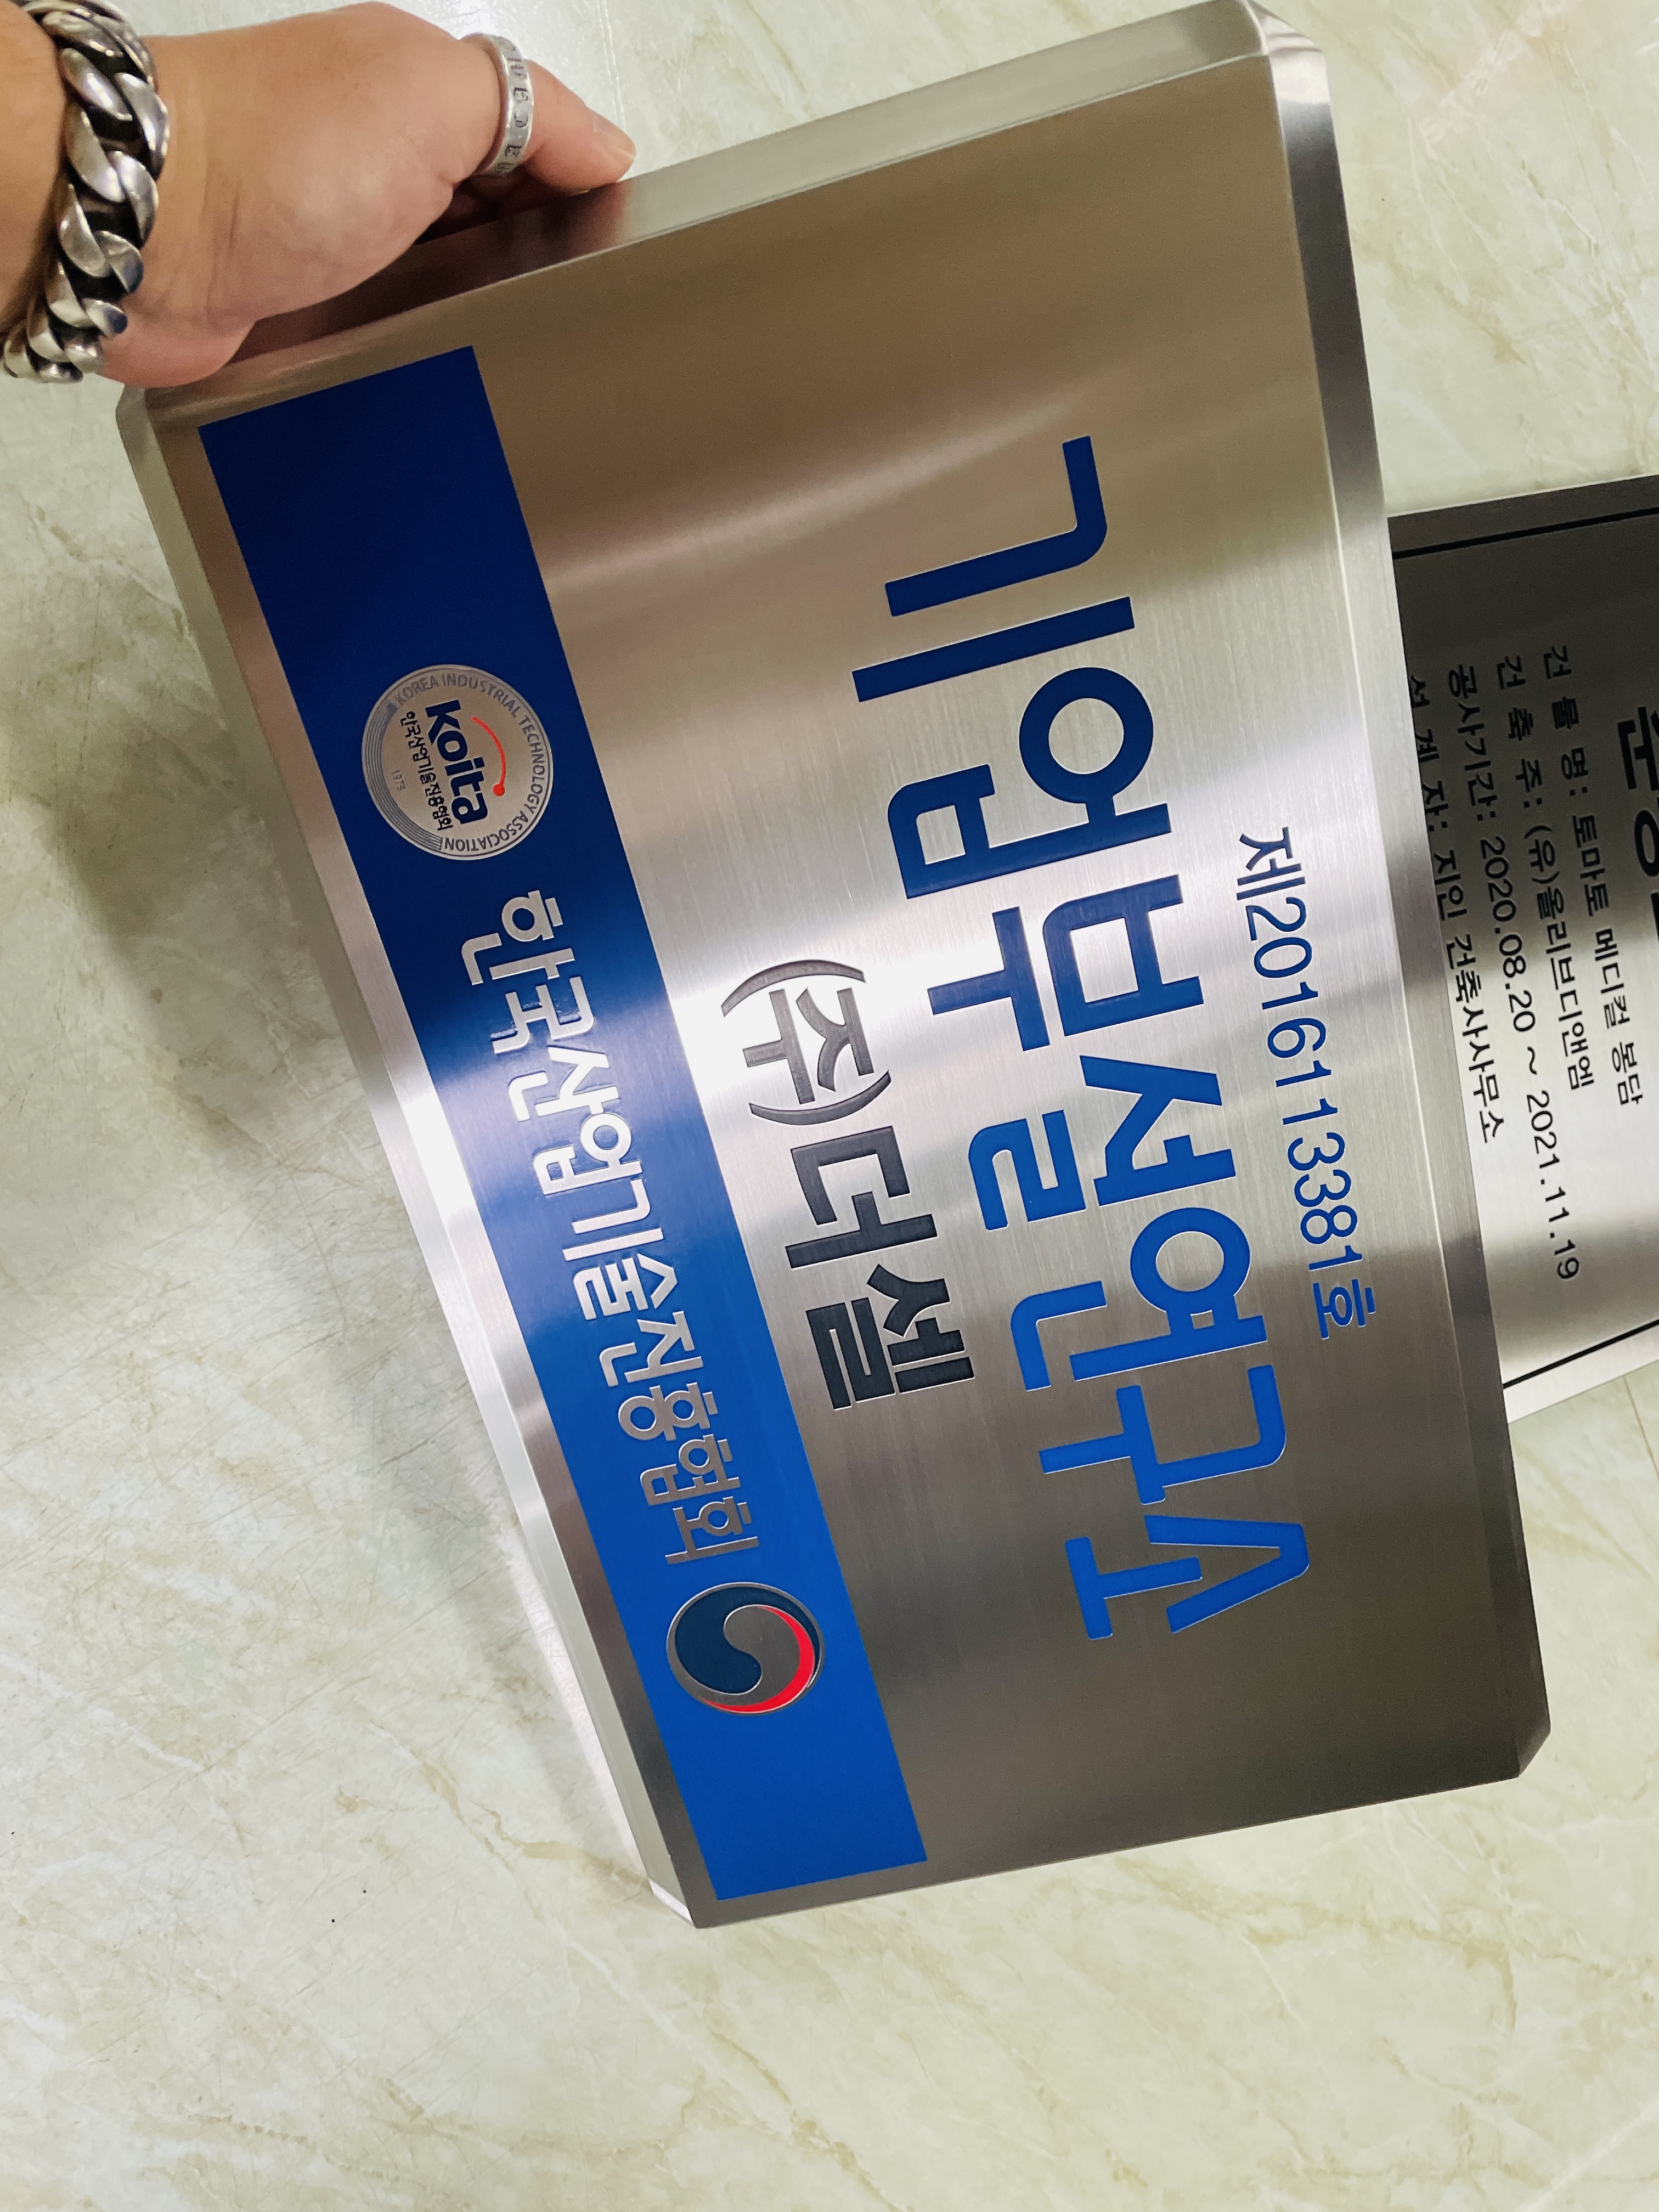 제2016113381호
기업부설연구소
(주)더셀
KOREA INDUSTRIAL TECHNOLOGY ASSOCIATION
koita
한국산업기술진흥협회
1979
한국산업기술진흥협회
건 물 명: 토마토 메디컬 봉담
건 축 주: (유)올리브디앤엠
공사기간: 2020.08.20 ~ 2021.11.19
설 계 자: 지인 건축사사무소